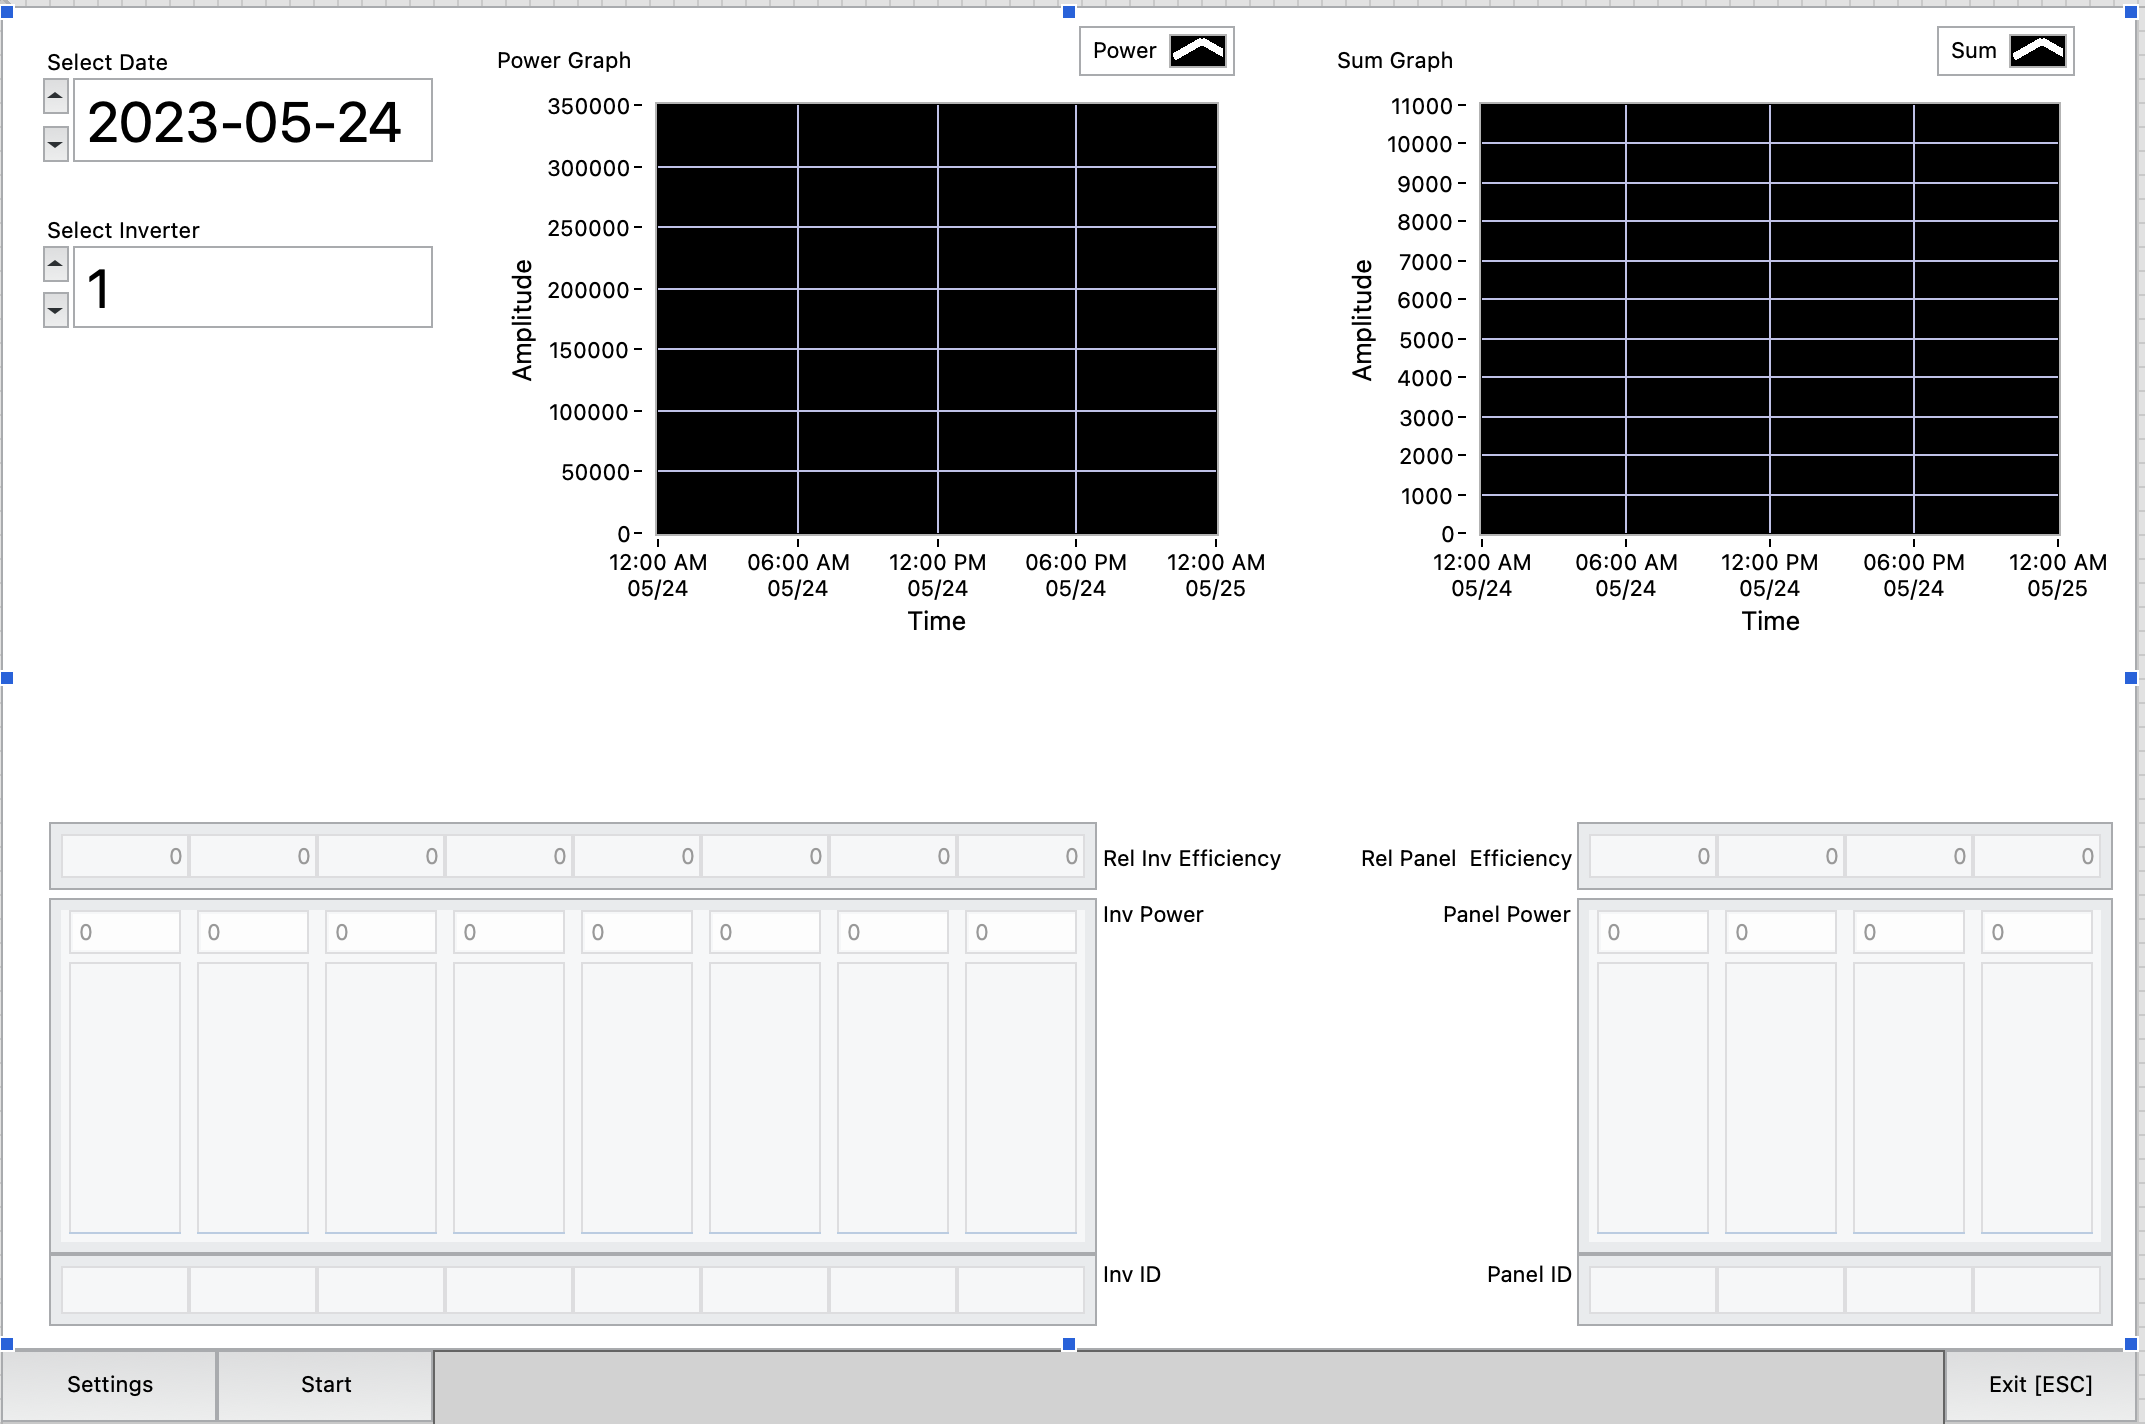 Select Date
2023-05-24
Select Inverter
1
Power Graph
Power
Amplitude
350000
300000
250000
200000
150000
100000
50000
0
12:00 AM 06:00 AM 12:00 PM 06:00 PM 12:00 AM
05/24 05/24 05/24 05/24 05/25
Time
Sum Graph
Sum
Amplitude
11000
10000
9000
8000
7000
6000
5000
4000
3000
2000
1000
0
12:00 AM 06:00 AM 12:00 PM 06:00 PM 12:00 AM
05/24 05/24 05/24 05/24 05/25
Time
0 0 0 0 0 0 0 0 Rel Inv Efficiency
0 0 0 0 0 0 0 0 Inv Power
Inv ID
Rel Panel  Efficiency 0 0 0 0
Panel Power 0 0 0 0
Panel ID
Settings
Start
Exit [ESC]